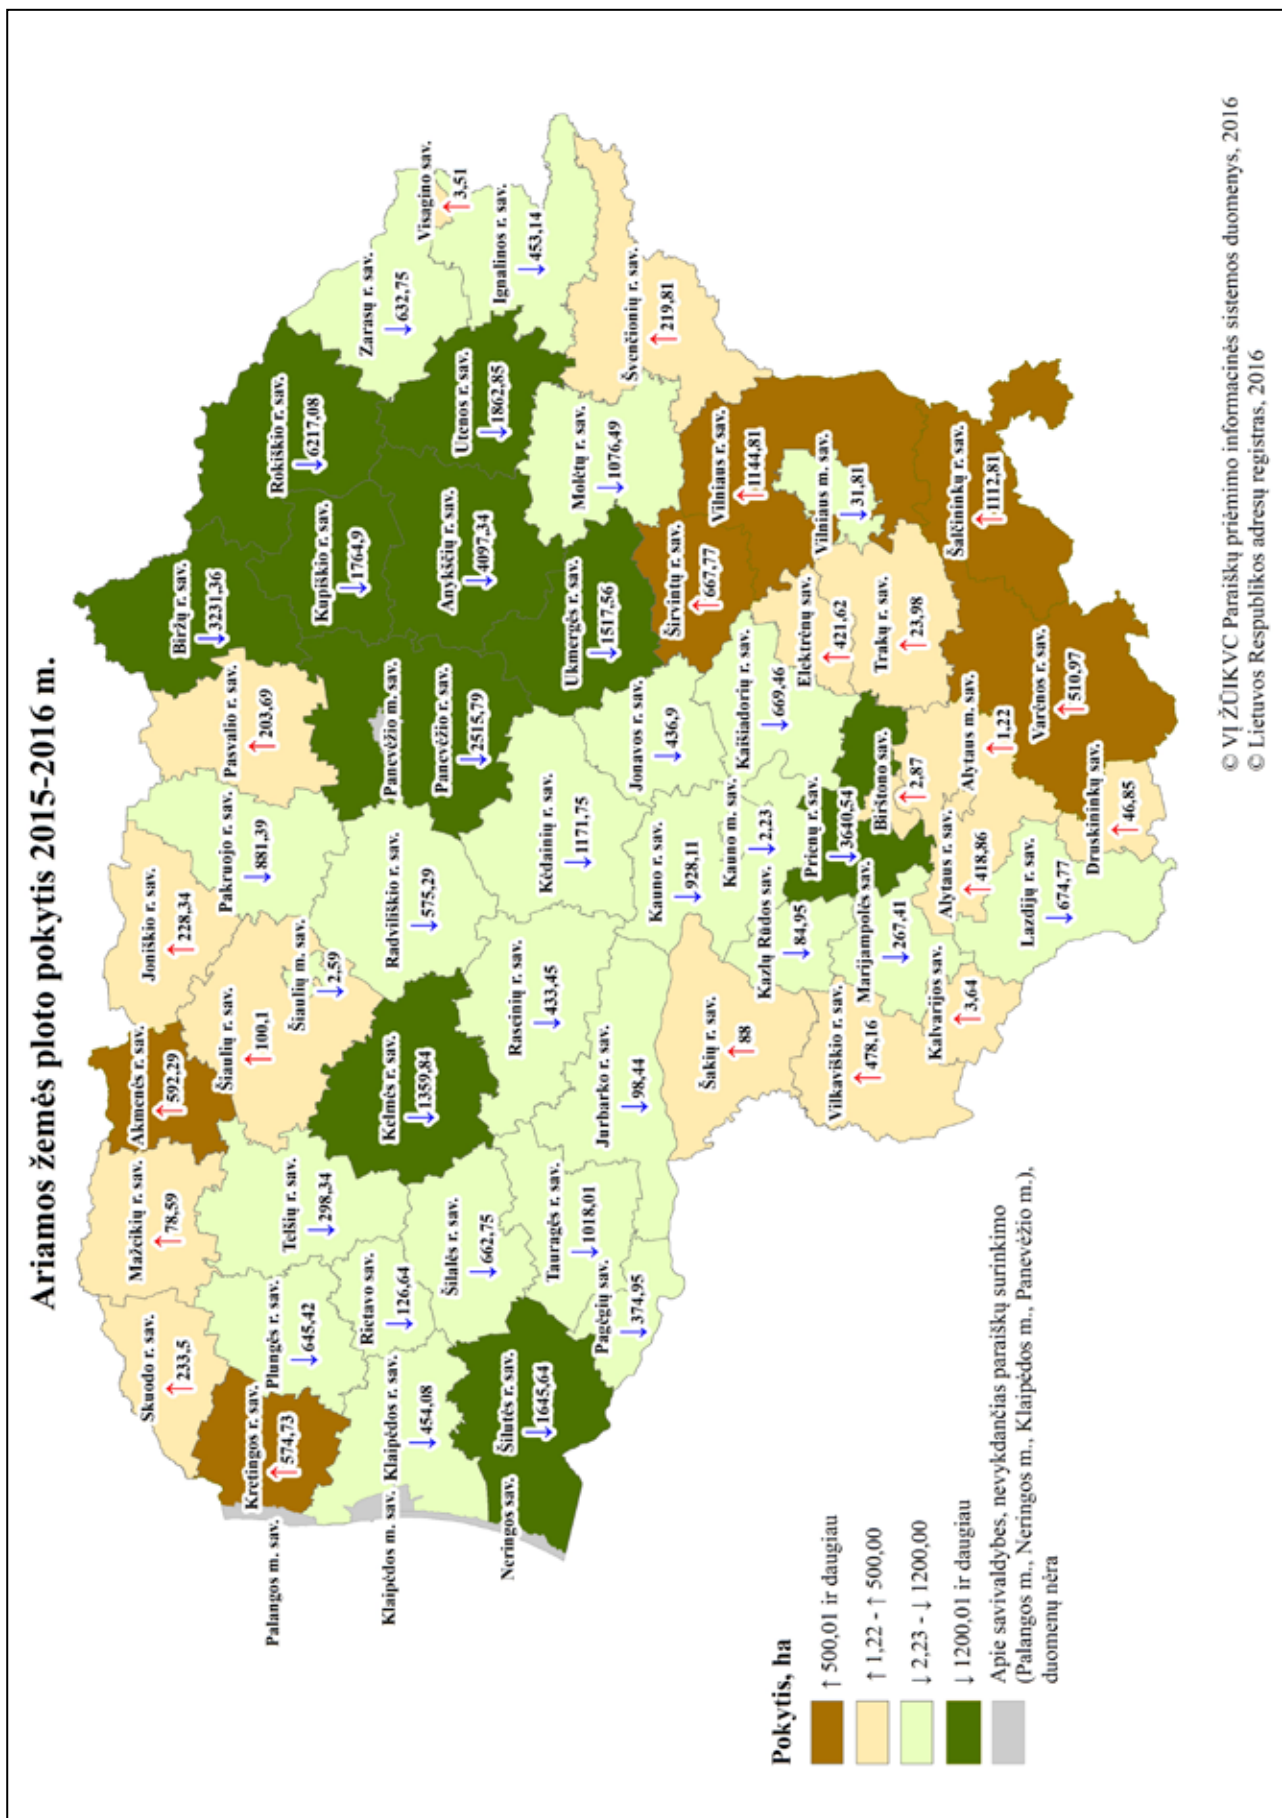 Ariamos žemės ploto pokytis 2015-2016 m.
Skuodo r. sav.
↑ 233,5
Mažeikių r. sav.
↑ 78,59
Akmenės r. sav.
↑ 592,29
Joniškio r. sav.
↑ 228,34
Pakruojo r. sav.
↓ 881,39
Pasvalio r. sav.
↑ 203,69
Biržų r. sav.
↓ 3231,36
Rokiškio r. sav.
↓ 6217,08
Kretingos r. sav.
↑ 574,73
Palangos m. sav.
Plungės r. sav.
↓ 645,42
Telšių r. sav.
↓ 298,34
Šiaulių r. sav.
↑ 100,1
Šiaulių m. sav.
↓ 2,59
Radviliškio r. sav.
↓ 575,29
Panevėžio m. sav.
Panevėžio r. sav.
↓ 2515,79
Kupiškio r. sav.
↓ 1764,9
Zarasų r. sav.
↓ 632,75
Visagino sav.
↑ 3,51
Klaipėdos m. sav.
Klaipėdos r. sav.
↓ 454,08
Rietavo sav.
↓ 126,64
Kelmės r. sav.
↓ 1359,84
Anykščių r. sav.
↓ 4097,34
Utenos r. sav.
↓ 1862,85
Ignalinos r. sav.
↓ 453,14
Neringos sav.
Šilutės r. sav.
↓ 1645,64
Šilalės r. sav.
↓ 662,75
Raseinių r. sav.
↓ 433,45
Kėdainių r. sav.
↓ 1171,75
Ukmergės r. sav.
↓ 1517,56
Molėtų r. sav.
↓ 1076,49
Švenčionių r. sav.
↑ 219,81
Pagėgių sav.
↓ 374,95
Tauragės r. sav.
↓ 1018,01
Jurbarko r. sav.
↓ 98,44
Kauno r. sav.
↓ 928,11
Jonavos r. sav.
↓ 436,9
Širvintų r. sav.
↑ 667,77
Vilniaus r. sav.
↑ 1144,81
Šakių r. sav.
↑ 88
Kazlų Rūdos sav.
↓ 84,95
Kauno m. sav.
↓ 2,23
Kaišiadorių r. sav.
↓ 669,46
Elektrėnų sav.
↑ 421,62
Vilniaus m. sav.
↓ 31,81
Vilkaviškio r. sav.
↑ 478,16
Marijampolės sav.
↓ 267,41
Prienų r. sav.
↓ 3640,54
Birštono sav.
↑ 2,87
Trakų r. sav.
↑ 23,98
Šalčininkų r. sav.
↑ 1112,81
Kalvarijos sav.
↑ 3,64
Alytaus r. sav.
↑ 418,86
Alytaus m. sav.
↑ 1,22
Varėnos r. sav.
↑ 510,97
Lazdijų r. sav.
↓ 674,77
Druskininkų sav.
↑ 46,85
Pokytis, ha
↑ 500,01 ir daugiau
↑ 1,22 - ↑ 500,00
↓ 2,23 - ↓ 1200,00
↓ 1200,01 ir daugiau
Apie savivaldybes, nevykdančias paraiškų surinkimo
(Palangos m., Neringos m., Klaipėdos m., Panevėžio m.),
duomenų nėra
© VĮ ŽŪIKVC Paraiškų priėmimo informacinės sistemos duomenys, 2016
© Lietuvos Respublikos adresų registras, 2016